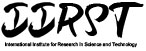 IIRST
International Institute for Research in Science and Technology